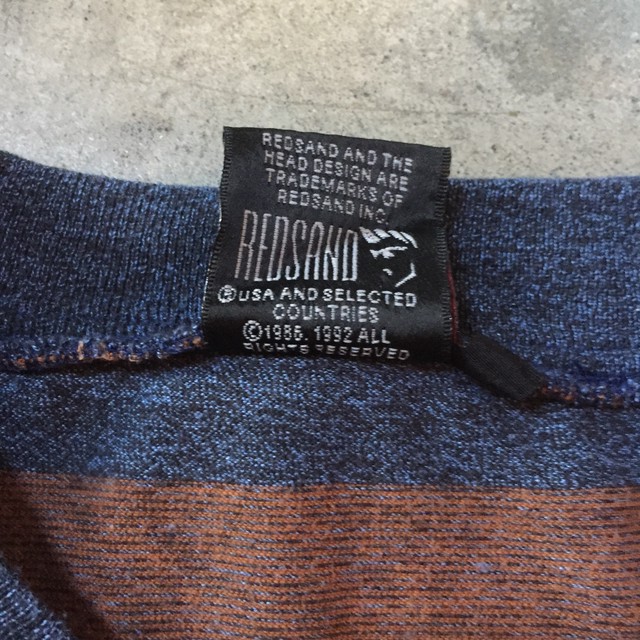 REDSAND AND THE
HEAD DESIGN ARE
TRADEMARKS OF
REDSAND INC.
REDSAND
® USA AND SELECTED
COUNTRIES
© 1986, 1992 ALL
RIGHTS RESERVED